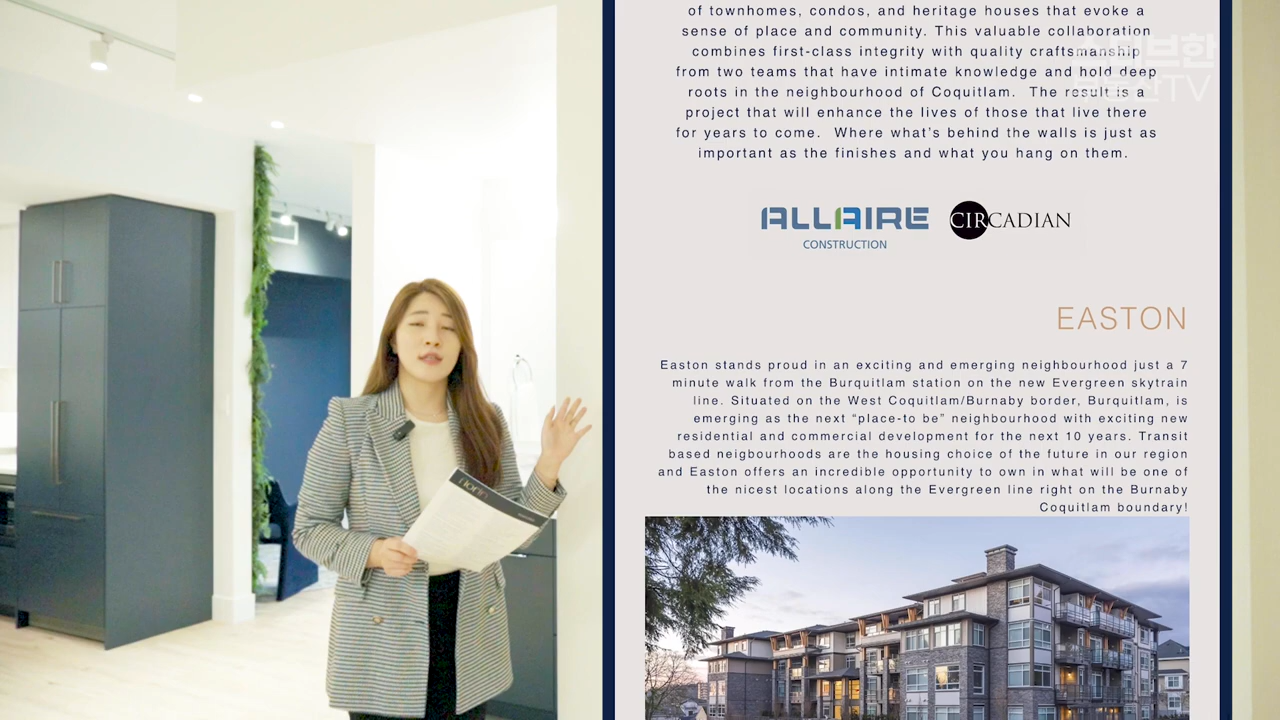 of townhomes, condos, and heritage houses that evoke a
sense of place and community. This valuable collaboration
combines first-class integrity with quality craftsmanship
from two teams that have intimate knowledge and hold deep
roots in the neighbourhood of Coquitlam. The result is a
project that will enhance the lives of those that live there
for years to come. Where what's behind the walls is just as
important as the finishes and what you hang on them.
ALLAIRE
CONSTRUCTION
CIRCADIAN
EASTON
Easton stands proud in an exciting and emerging neighbourhood just a 7
minute walk from the Burquitlam station on the new Evergreen skytrain
line. Situated on the West Coquitlam/Burnaby border, Burquitlam, is
emerging as the next “place-to be” neighbourhood with exciting new
residential and commercial development for the next 10 years. Transit
based neigbourhoods are the housing choice of the future in our region
and Easton offers an incredible opportunity to own in what will be one of
the nicest locations along the Evergreen line right on the Burnaby
Coquitlam boundary!